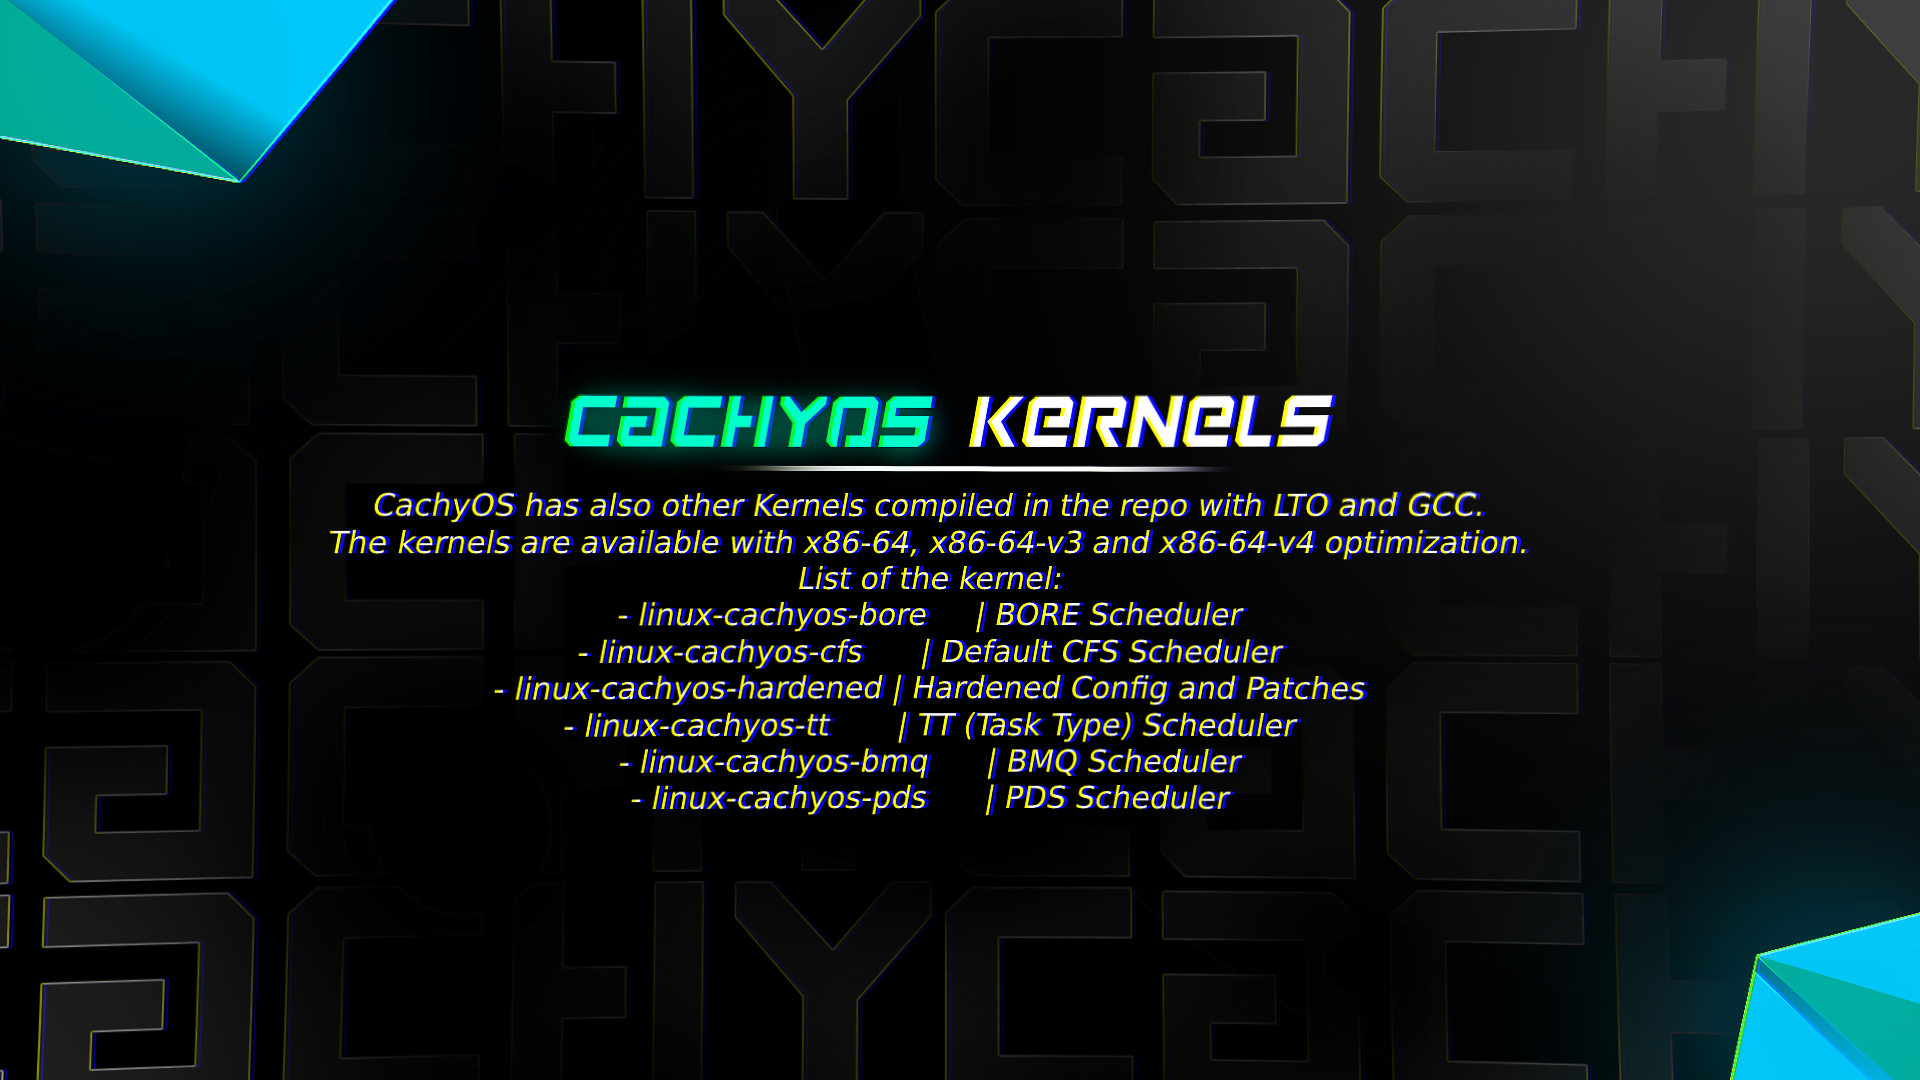 CACHYOS KERNELS
CachyOS has also other Kernels compiled in the repo with LTO and GCC.
The kernels are available with x86-64, x86-64-v3 and x86-64-v4 optimization.
List of the kernel:
- linux-cachyos-bore | BORE Scheduler
- linux-cachyos-cfs | Default CFS Scheduler
- linux-cachyos-hardened | Hardened Config and Patches
- linux-cachyos-tt | TT (Task Type) Scheduler
- linux-cachyos-bmq | BMQ Scheduler
- linux-cachyos-pds | PDS Scheduler